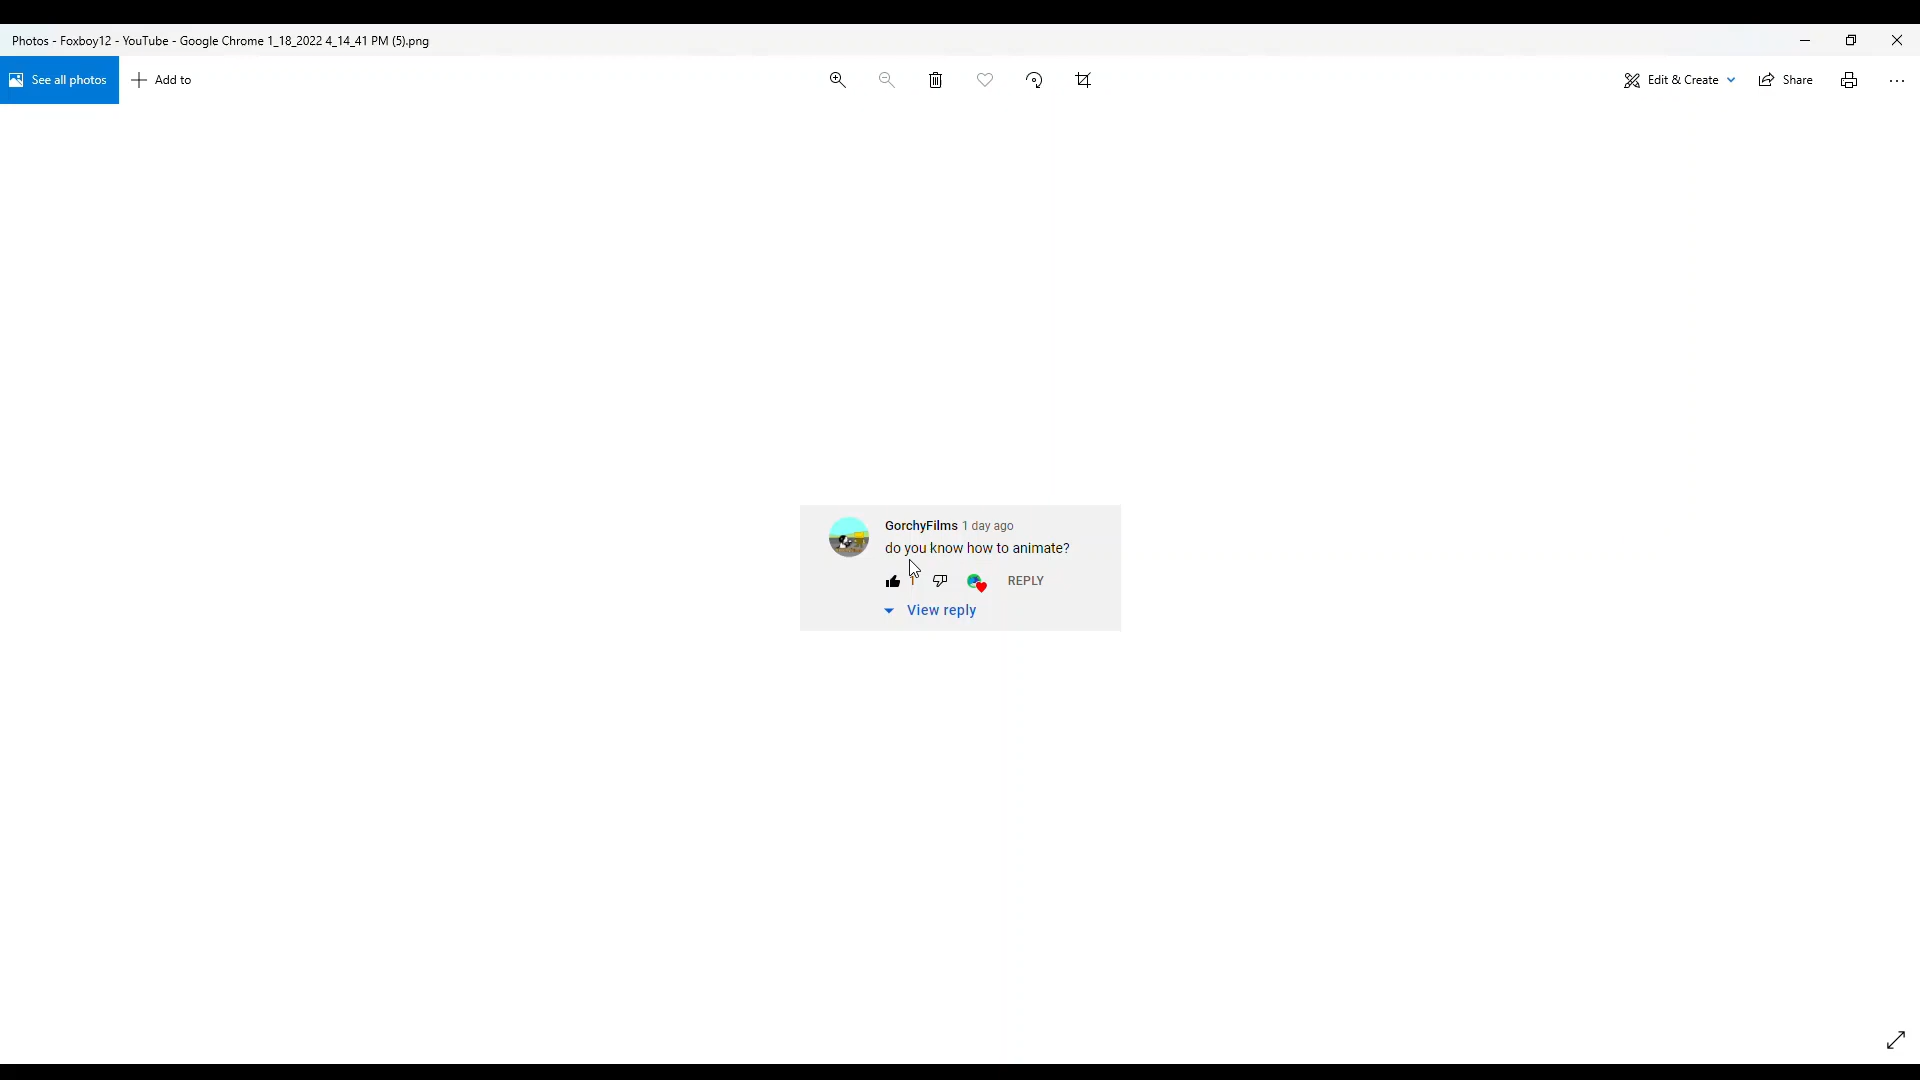 Photos - Foxboy12 - YouTube - Google Chrome 1_18_2022 4_14_41 PM (5).png
See all photos
Add to
Edit & Create
Share
GorchyFilms 1 day ago
do you know how to animate?
1
REPLY
View reply